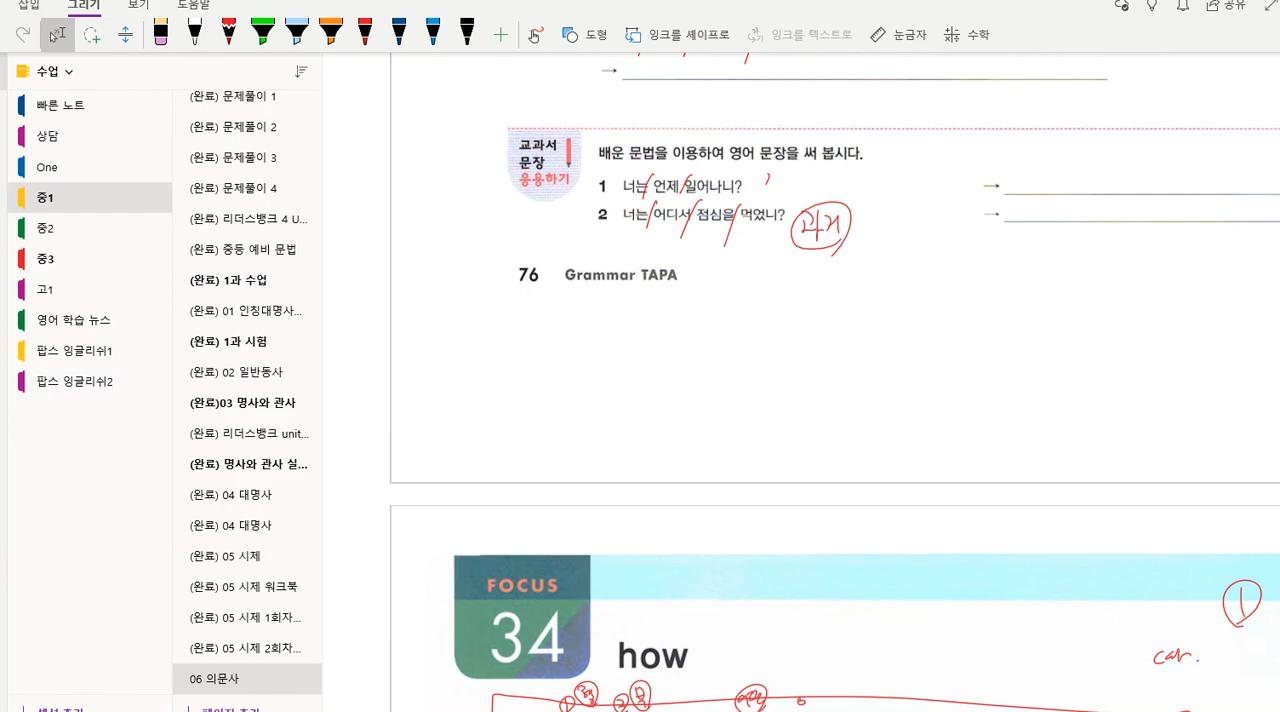 삽입 그리기 보기 도움말 공유
도형 잉크를 셰이프로 잉크를 텍스트로 눈금자 수학
수업
빠른 노트
상담
One
중1
중2
중3
고1
영어 학습 뉴스
팝스 잉글리쉬1
팝스 잉글리쉬2
(완료) 문제풀이 1
(완료) 문제풀이 2
(완료) 문제풀이 3
(완료) 문제풀이 4
(완료) 리더스뱅크 4 U...
(완료) 중등 예비 문법
(완료) 1과 수업
(완료) 01 인칭대명사...
(완료) 1과 시험
(완료) 02 일반동사
(완료)03 명사와 관사
(완료) 리더스뱅크 unit...
(완료) 명사와 관사 실...
(완료) 04 대명사
(완료) 04 대명사
(완료) 05 시제
(완료) 05 시제 워크북
(완료) 05 시제 1회자...
(완료) 05 시제 2회차...
06 의문사
교과서
문장
응용하기
배운 문법을 이용하여 영어 문장을 써 봅시다.
1 너는 언제 일어나니?
2 너는 어디서 점심을 먹었니? 과거
76 Grammar TAPA
FOCUS
34 how
1